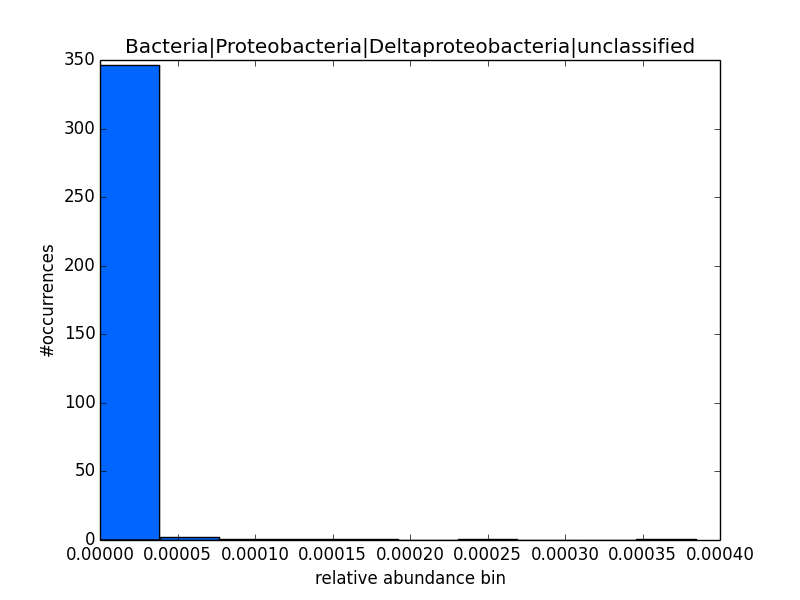 Bacteria|Proteobacteria|Deltaproteobacteria|unclassified
350
300
250
200
150
100
50
0
#occurrences
0.00000 0.00005 0.00010 0.00015 0.00020 0.00025 0.00030 0.00035 0.00040
relative abundance bin